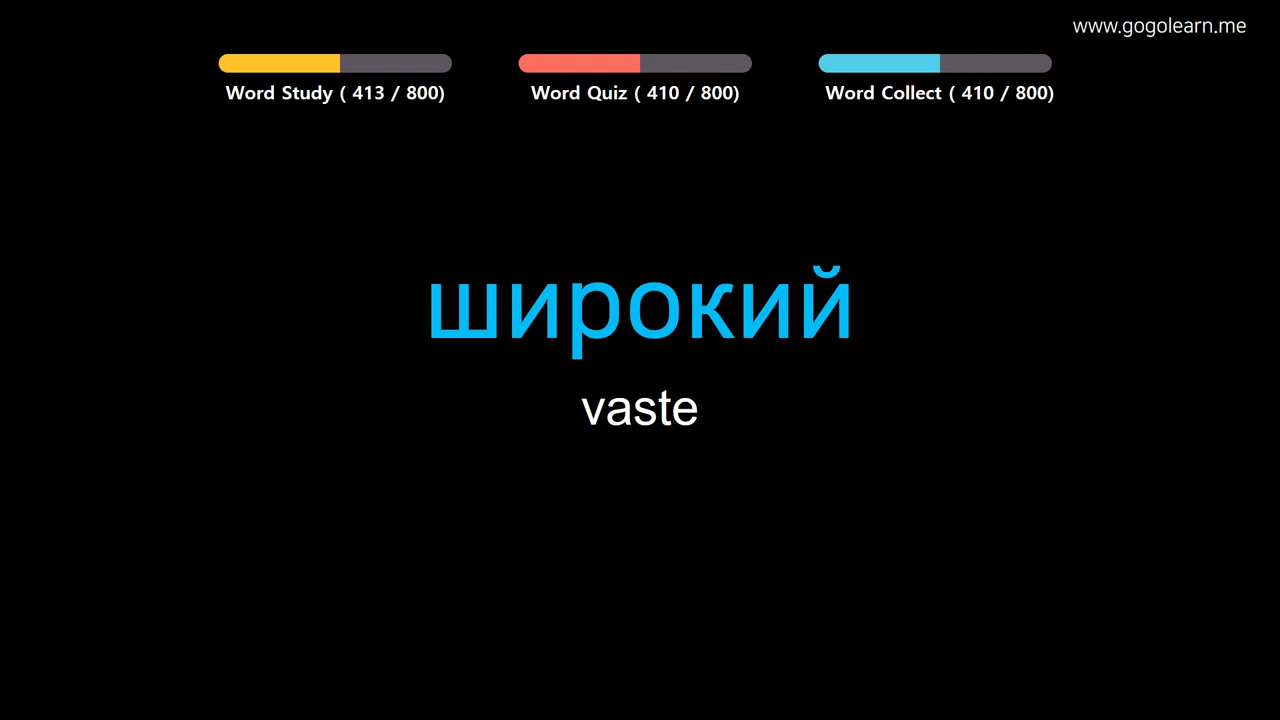 www.gogolearn.me
Word Study ( 413 / 800)
Word Quiz ( 410 / 800)
Word Collect ( 410 / 800)
широкий
vaste